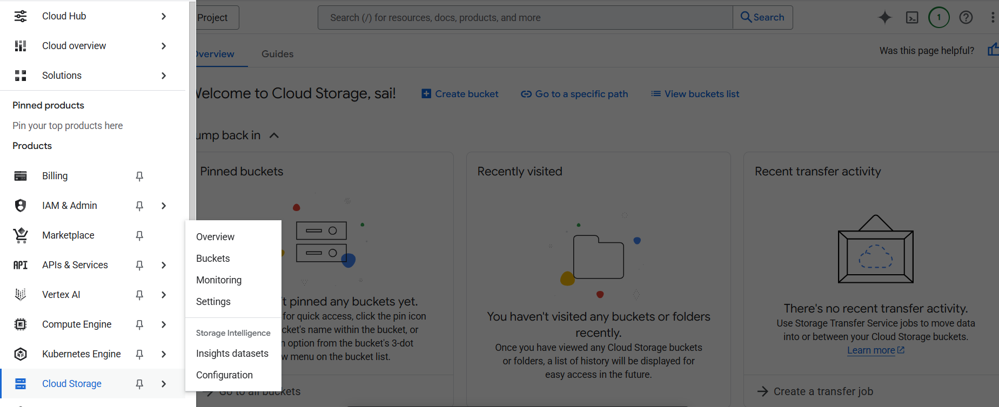 Cloud Hub
Cloud overview
Solutions
Pinned products
Pin your top products here
Products
Billing
IAM & Admin
Marketplace
API APIs & Services
Vertex AI
Compute Engine
Kubernetes Engine
Cloud Storage
Overview
Buckets
Monitoring
Settings
Storage Intelligence
Insights datasets
Configuration
Project
Search (/) for resources, docs, products, and more
Search
1
Overview
Guides
Was this page helpful?
Welcome to Cloud Storage, sai!
Create bucket
Go to a specific path
View buckets list
ump back in
Pinned buckets
't pinned any buckets yet.
for quick access, click the pin icon
cket's name within the bucket, or
n option from the bucket's 3-dot
w menu on the bucket list.
Go to all buckets
Recently visited
You haven't visited any buckets or folders
recently.
Once you have viewed any Cloud Storage buckets
or folders, a list of history will be displayed for
easy access in the future.
Recent transfer activity
There's no recent transfer activity.
Use Storage Transfer Service jobs to move data
into or between your Cloud Storage buckets.
Learn more
Create a transfer job